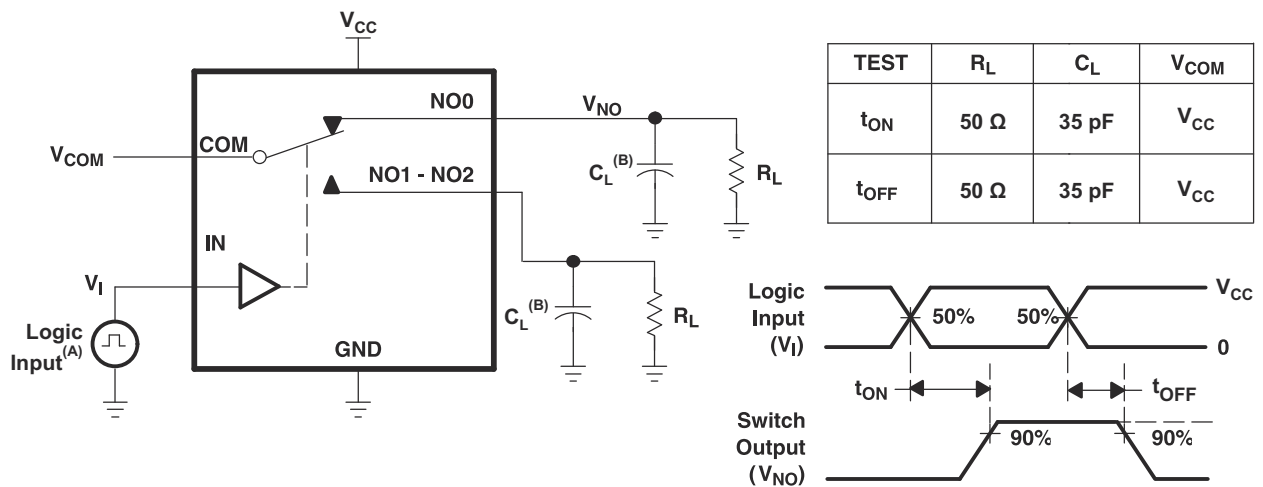 VCC
NO0
VNO
COM
VCOM
CL(B)
RL
NO1 - NO2
IN
VI
CL(B)
RL
Logic
Input(A)
GND
TEST RL CL VCOM
tON 50 Ω 35 pF VCC
tOFF 50 Ω 35 pF VCC
Logic
Input
(VI)
50% 50%
VCC
0
tON
tOFF
Switch
Output
(VNO)
90%
90%